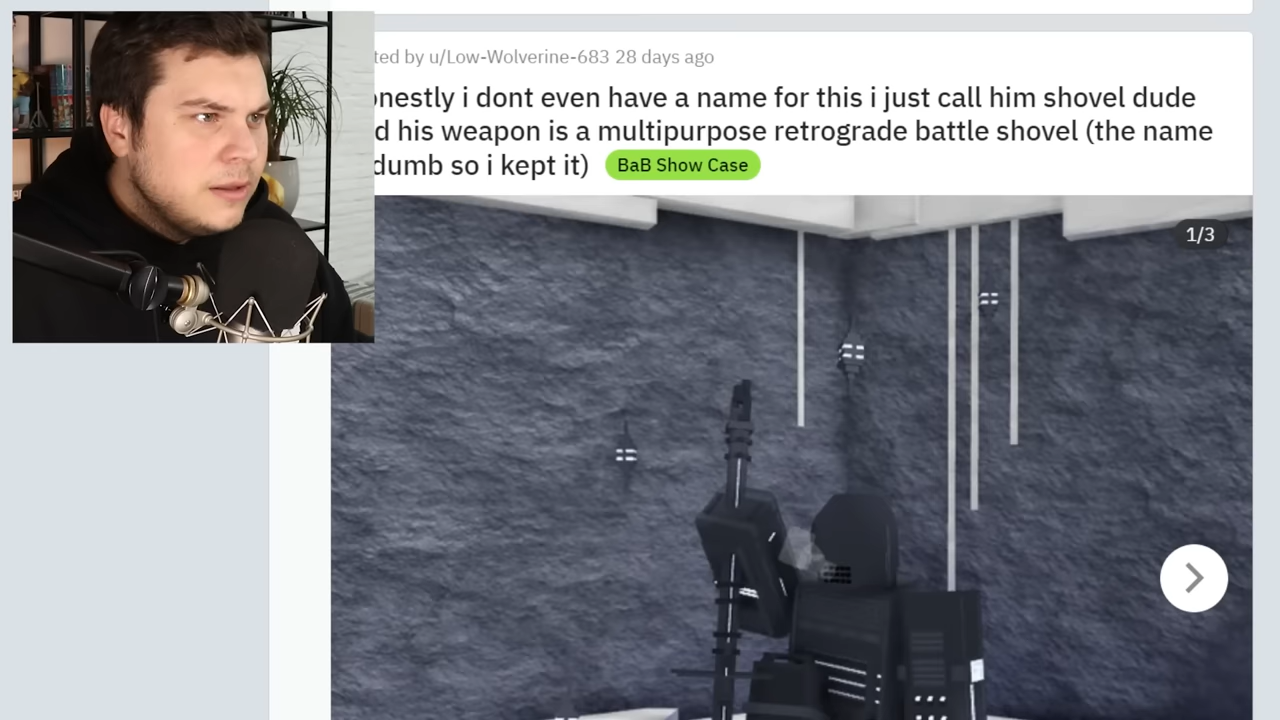 ted by u/Low-Wolverine-683 28 days ago
onestly i dont even have a name for this i just call him shovel dude
d his weapon is a multipurpose retrograde battle shovel (the name
dumb so i kept it) BaB Show Case
1/3